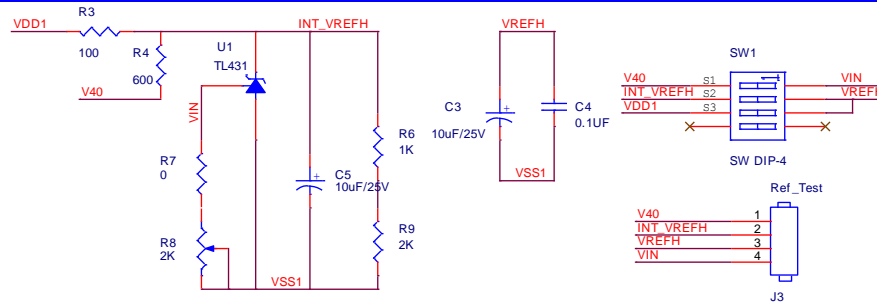 R3
VDD1
INT_VREFH
100
R4
600
V40
U1
TL431
VIN
R7
0
R8
2K
C5
10uF/25V
R6
1K
R9
2K
VSS1
VREFH
C3
10uF/25V
C4
0.1UF
VSS1
SW1
V40
S1
VIN
INT_VREFH
S2
VREFH
VDD1
S3
SW DIP-4
Ref_Test
V40
1
INT_VREFH
2
VREFH
3
VIN
4
J3